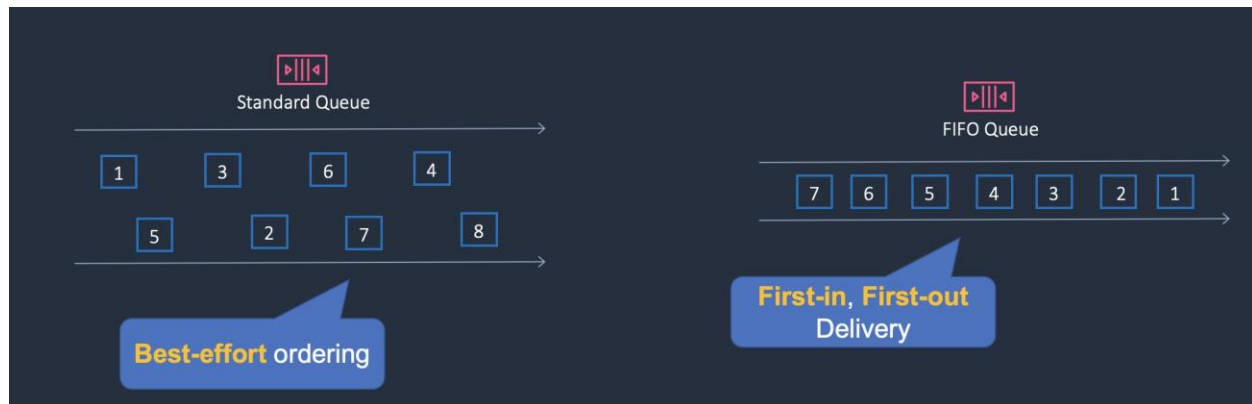 Standard Queue
1 3 6 4
5 2 7 8
Best-effort ordering
FIFO Queue
7 6 5 4 3 2 1
First-in, First-out
Delivery